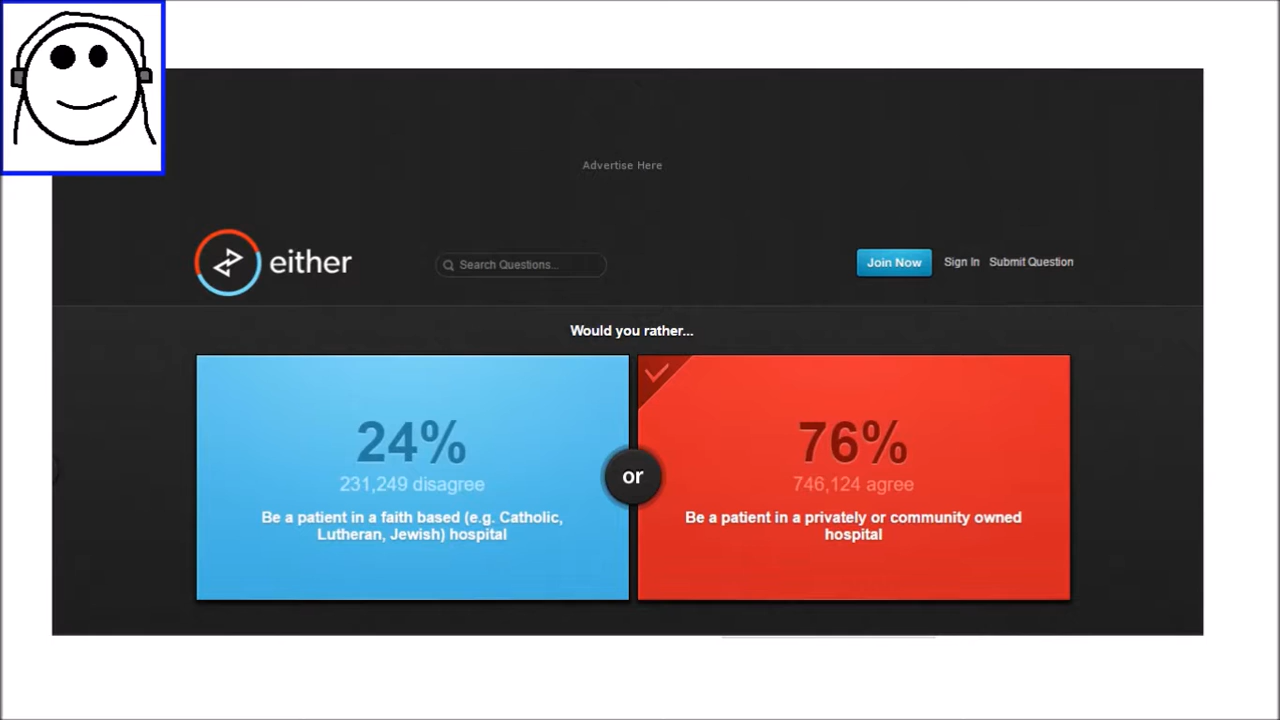 Advertise Here
either
Search Questions...
Join Now
Sign In
Submit Question
Would you rather...
24%
231,249 disagree
Be a patient in a faith based (e.g. Catholic,
Lutheran, Jewish) hospital
or
76%
746,124 agree
Be a patient in a privately or community owned
hospital